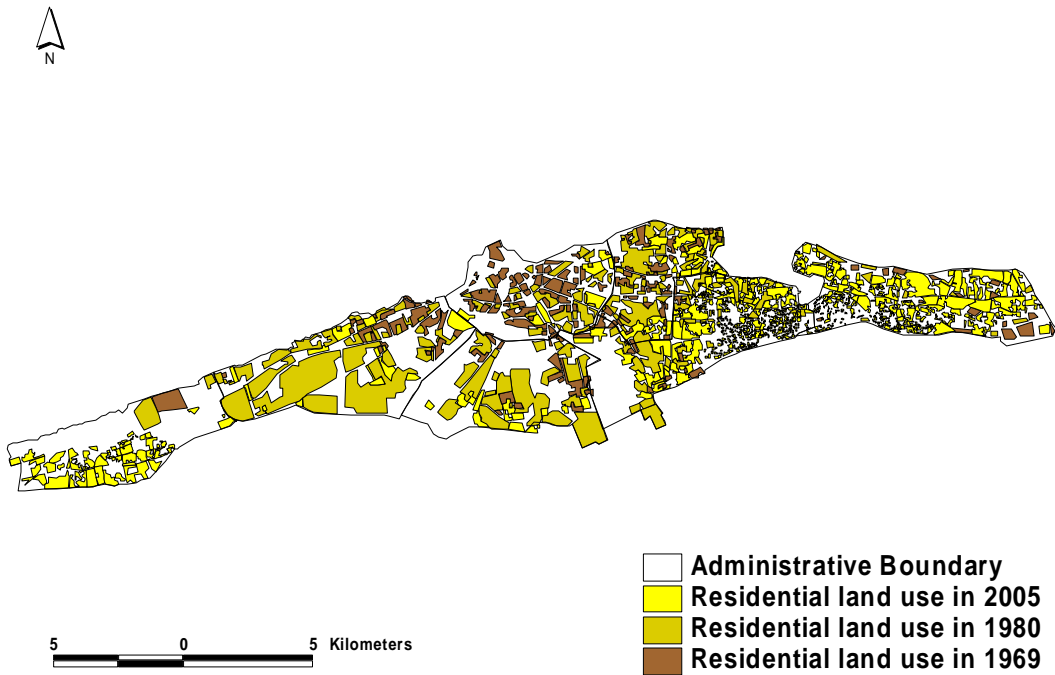 N
Administrative Boundary
Residential land use in 2005
Residential land use in 1980
Residential land use in 1969
5 0 5 Kilometers